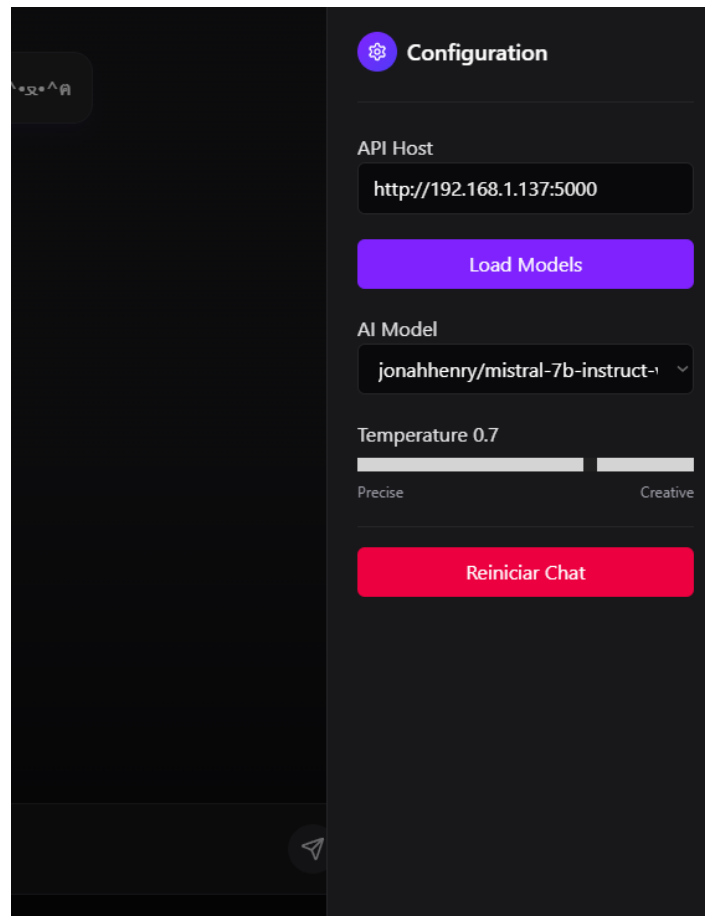 ^•ﻌ•^ฅ
Configuration
API Host
http://192.168.1.137:5000
Load Models
AI Model
jonahhenry/mistral-7b-instruct-
Temperature 0.7
Precise
Creative
Reiniciar Chat